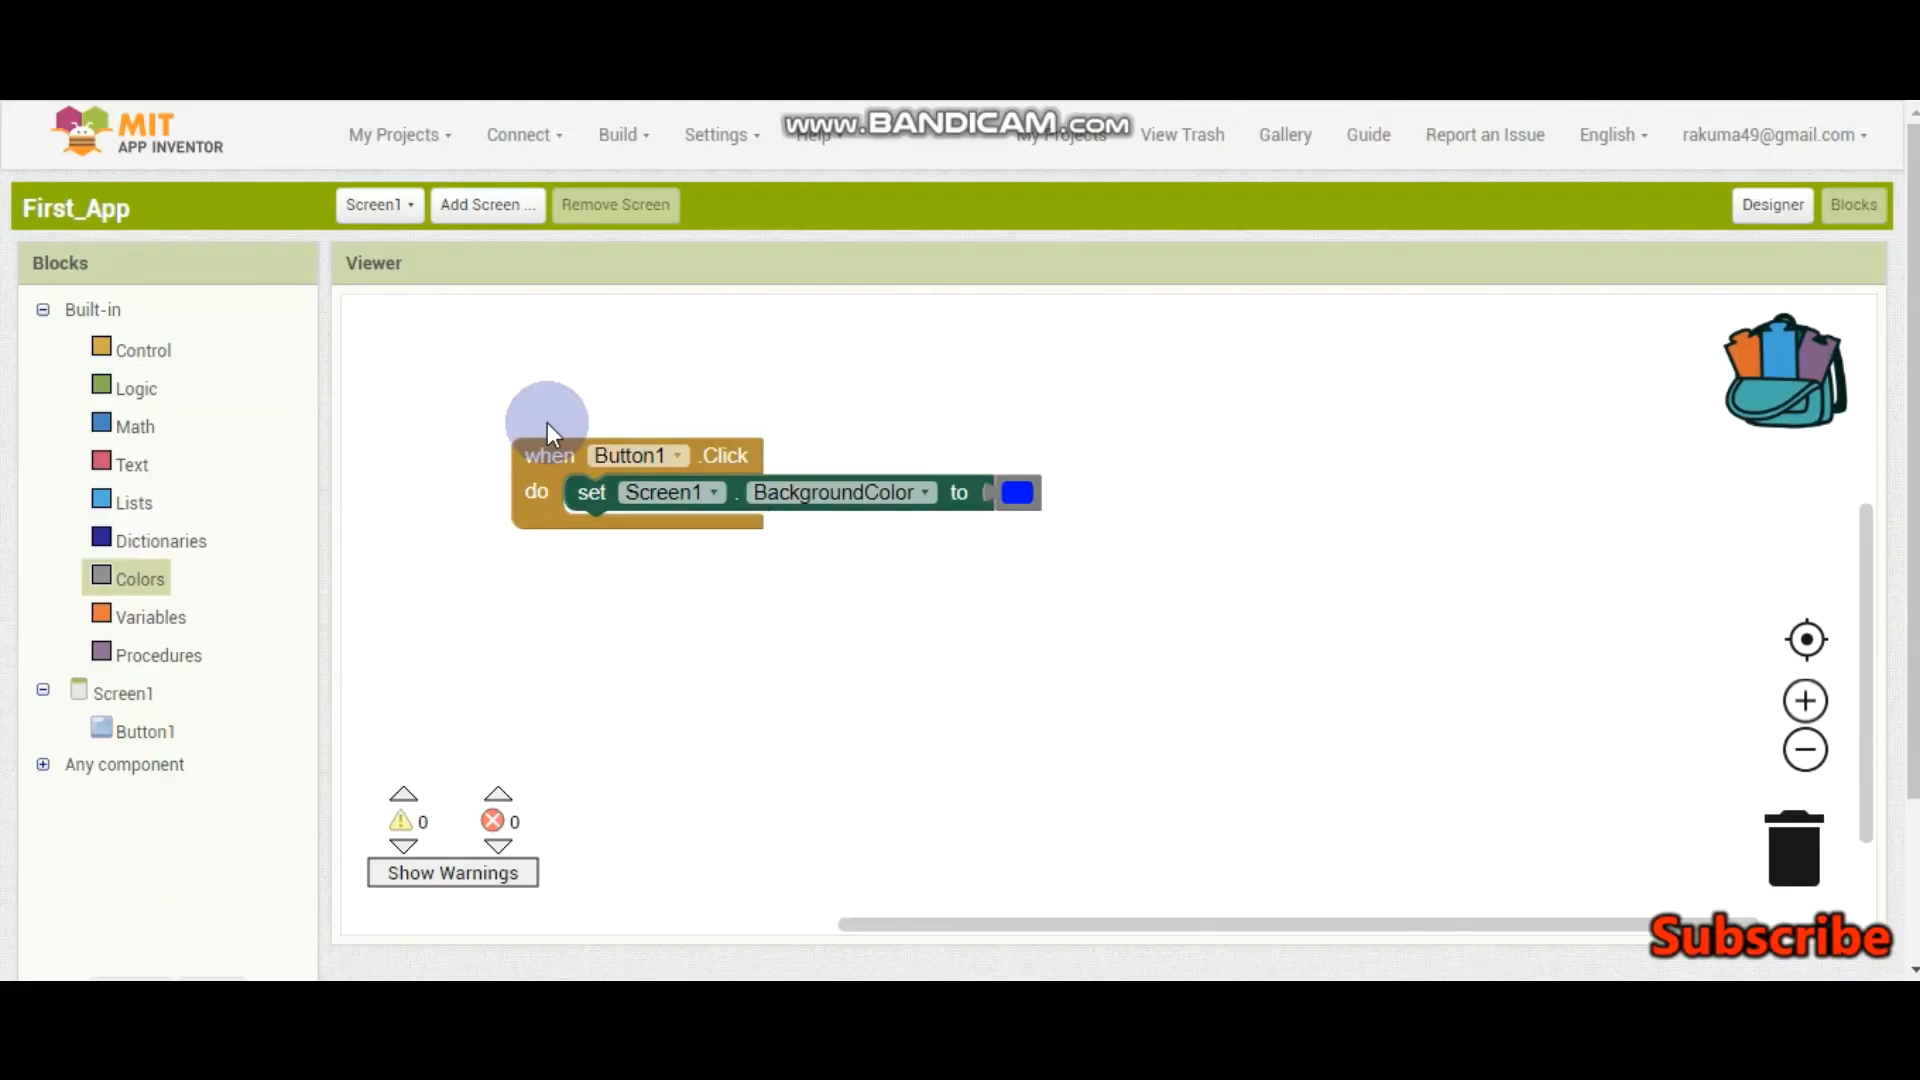 www.BANDICAM.com
MIT
APP INVENTOR
My Projects
Connect
Build
Settings
Help
My Projects
View Trash
Gallery
Guide
Report an Issue
English
rakuma49@gmail.com
First_App
Screen1
Add Screen ...
Remove Screen
Designer
Blocks
Blocks
Viewer
Built-in
Control
Logic
Math
Text
Lists
Dictionaries
Colors
Variables
Procedures
Screen1
Button1
Any component
when Button1 .Click
do set Screen1 . BackgroundColor to
0 0
Show Warnings
Subscribe